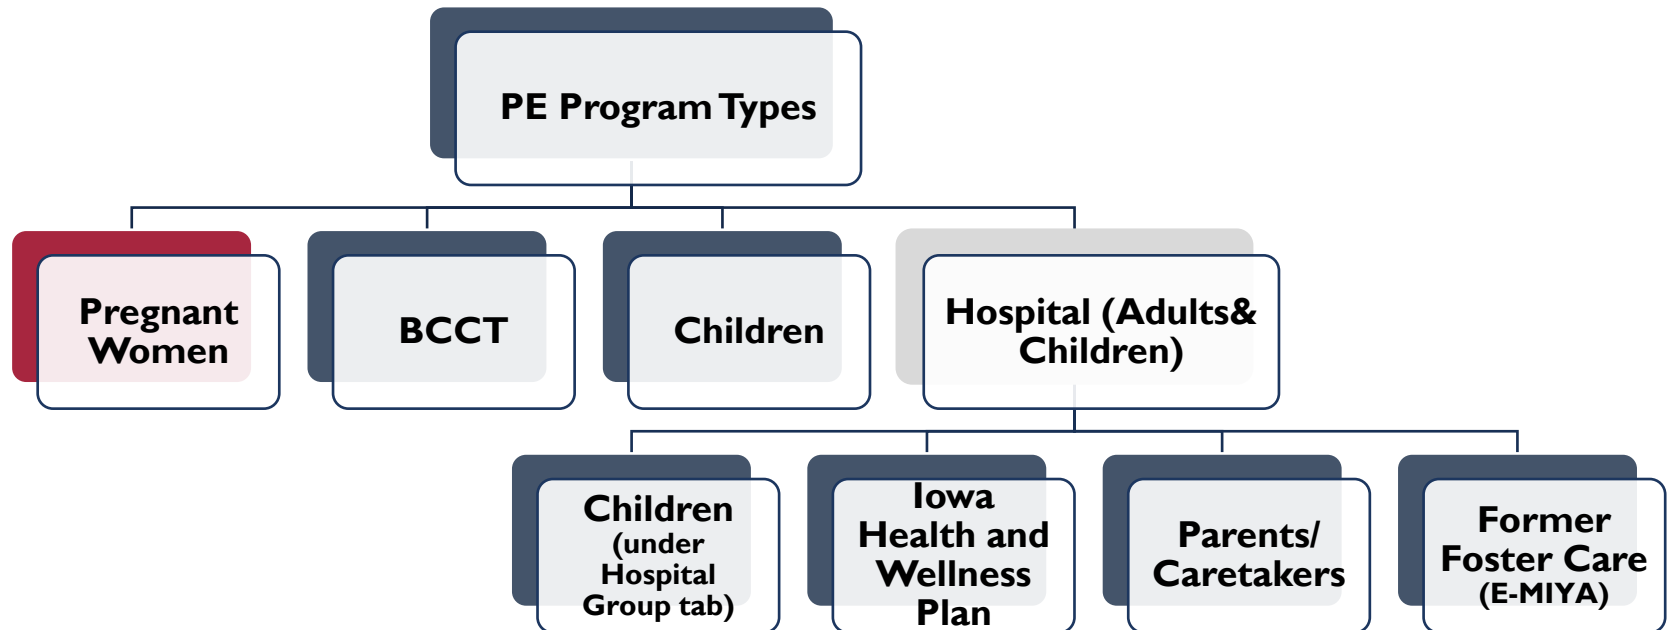 PE Program Types
Pregnant
Women
BCCT
Children
Hospital (Adults&
Children)
Children
(under
Hospital
Group tab)
Iowa
Health and
Wellness
Plan
Parents/
Caretakers
Former
Foster Care
(E-MIYA)